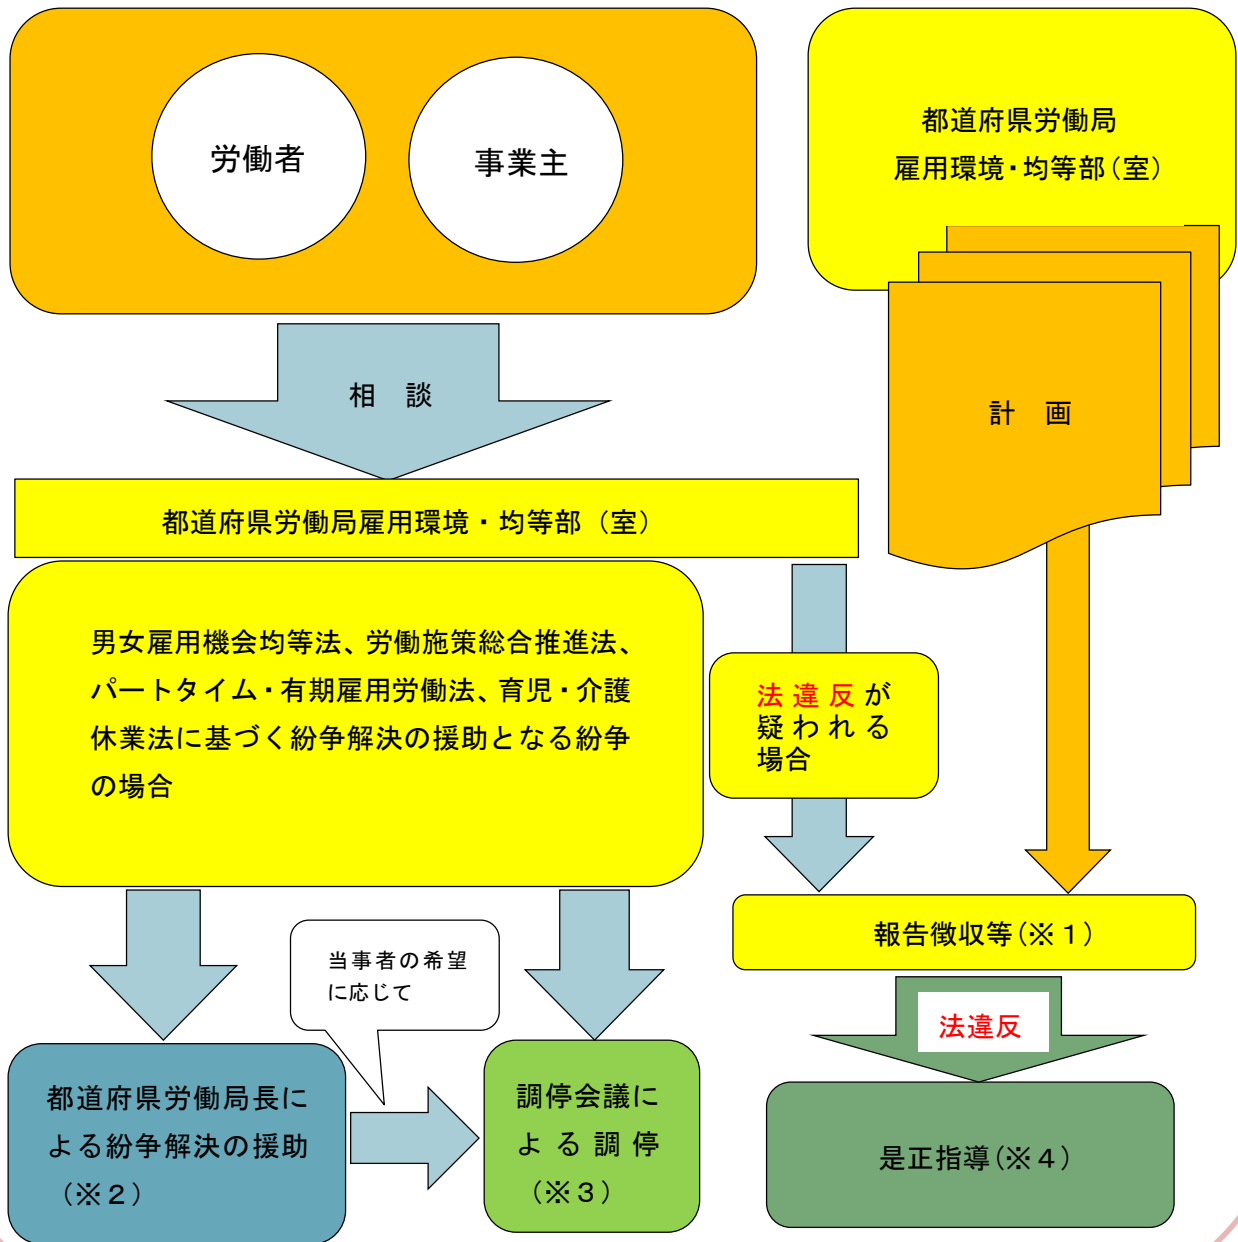 労働者
事業主
都道府県労働局
雇用環境・均等部(室)
相　談
計　画
都道府県労働局雇用環境・均等部（室）
男女雇用機会均等法、労働施策総合推進法、
パートタイム・有期雇用労働法、育児・介護
休業法に基づく紛争解決の援助となる紛争
の場合
法違反が
疑われる
場合
報告徴収等(※１)
当事者の希望
に応じて
法違反
都道府県労働局長に
よる紛争解決の援助
(※２)
調停会議に
よる調停
(※３)
是正指導(※４)